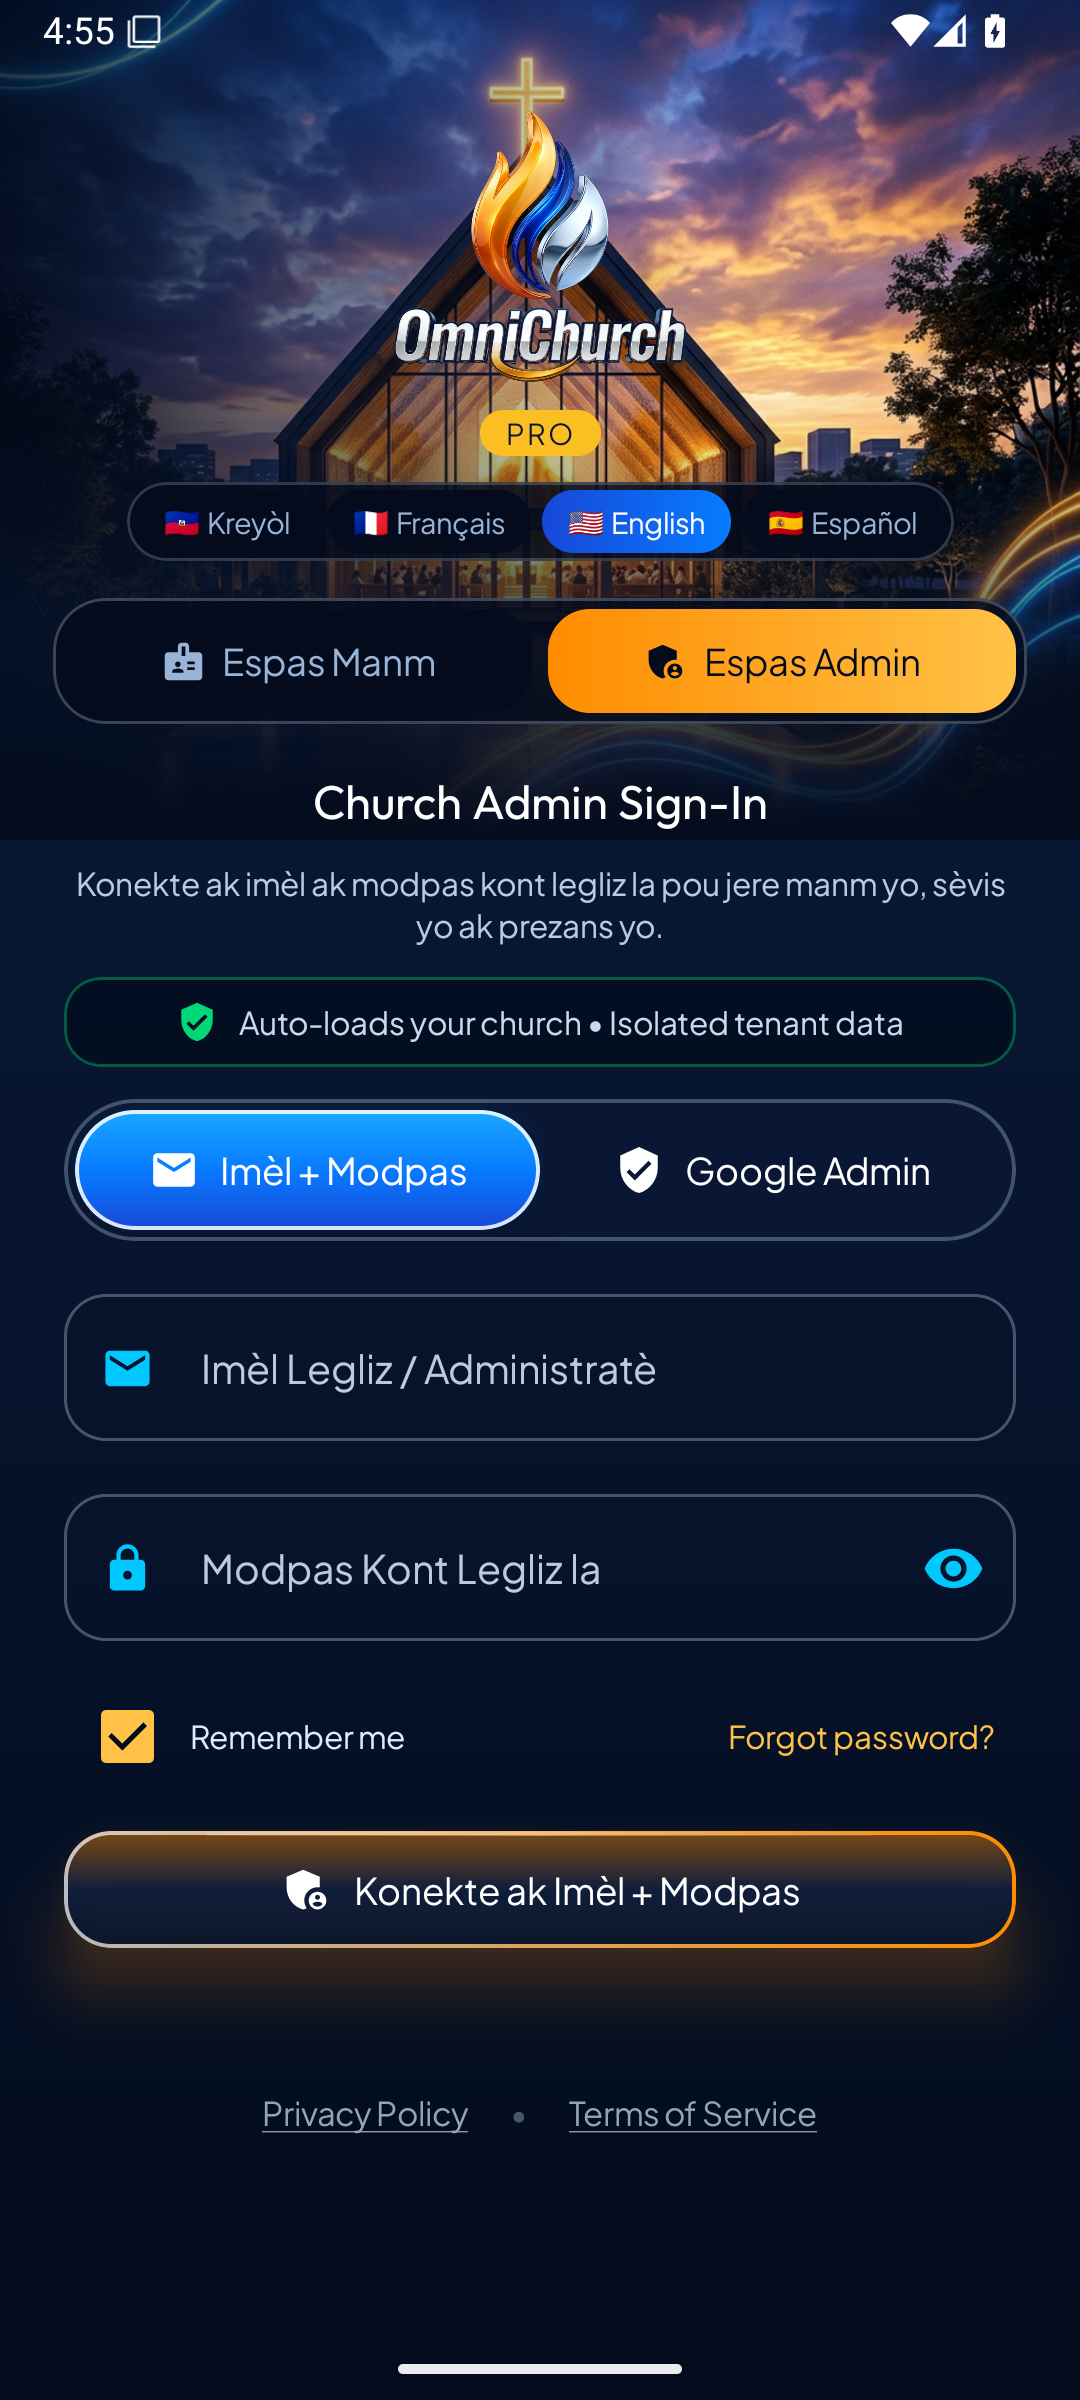 4:55
OmniChurch
PRO
Kreyòl
Français
English
Español
Espas Manm
Espas Admin
Church Admin Sign-In
Konekte ak imèl ak modpas kont legliz la pou jere manm yo, sèvis
yo ak prezans yo.
Auto-loads your church • Isolated tenant data
Imèl + Modpas
Google Admin
Imèl Legliz / Administratè
Modpas Kont Legliz la
Remember me
Forgot password?
Konekte ak Imèl + Modpas
Privacy Policy • Terms of Service